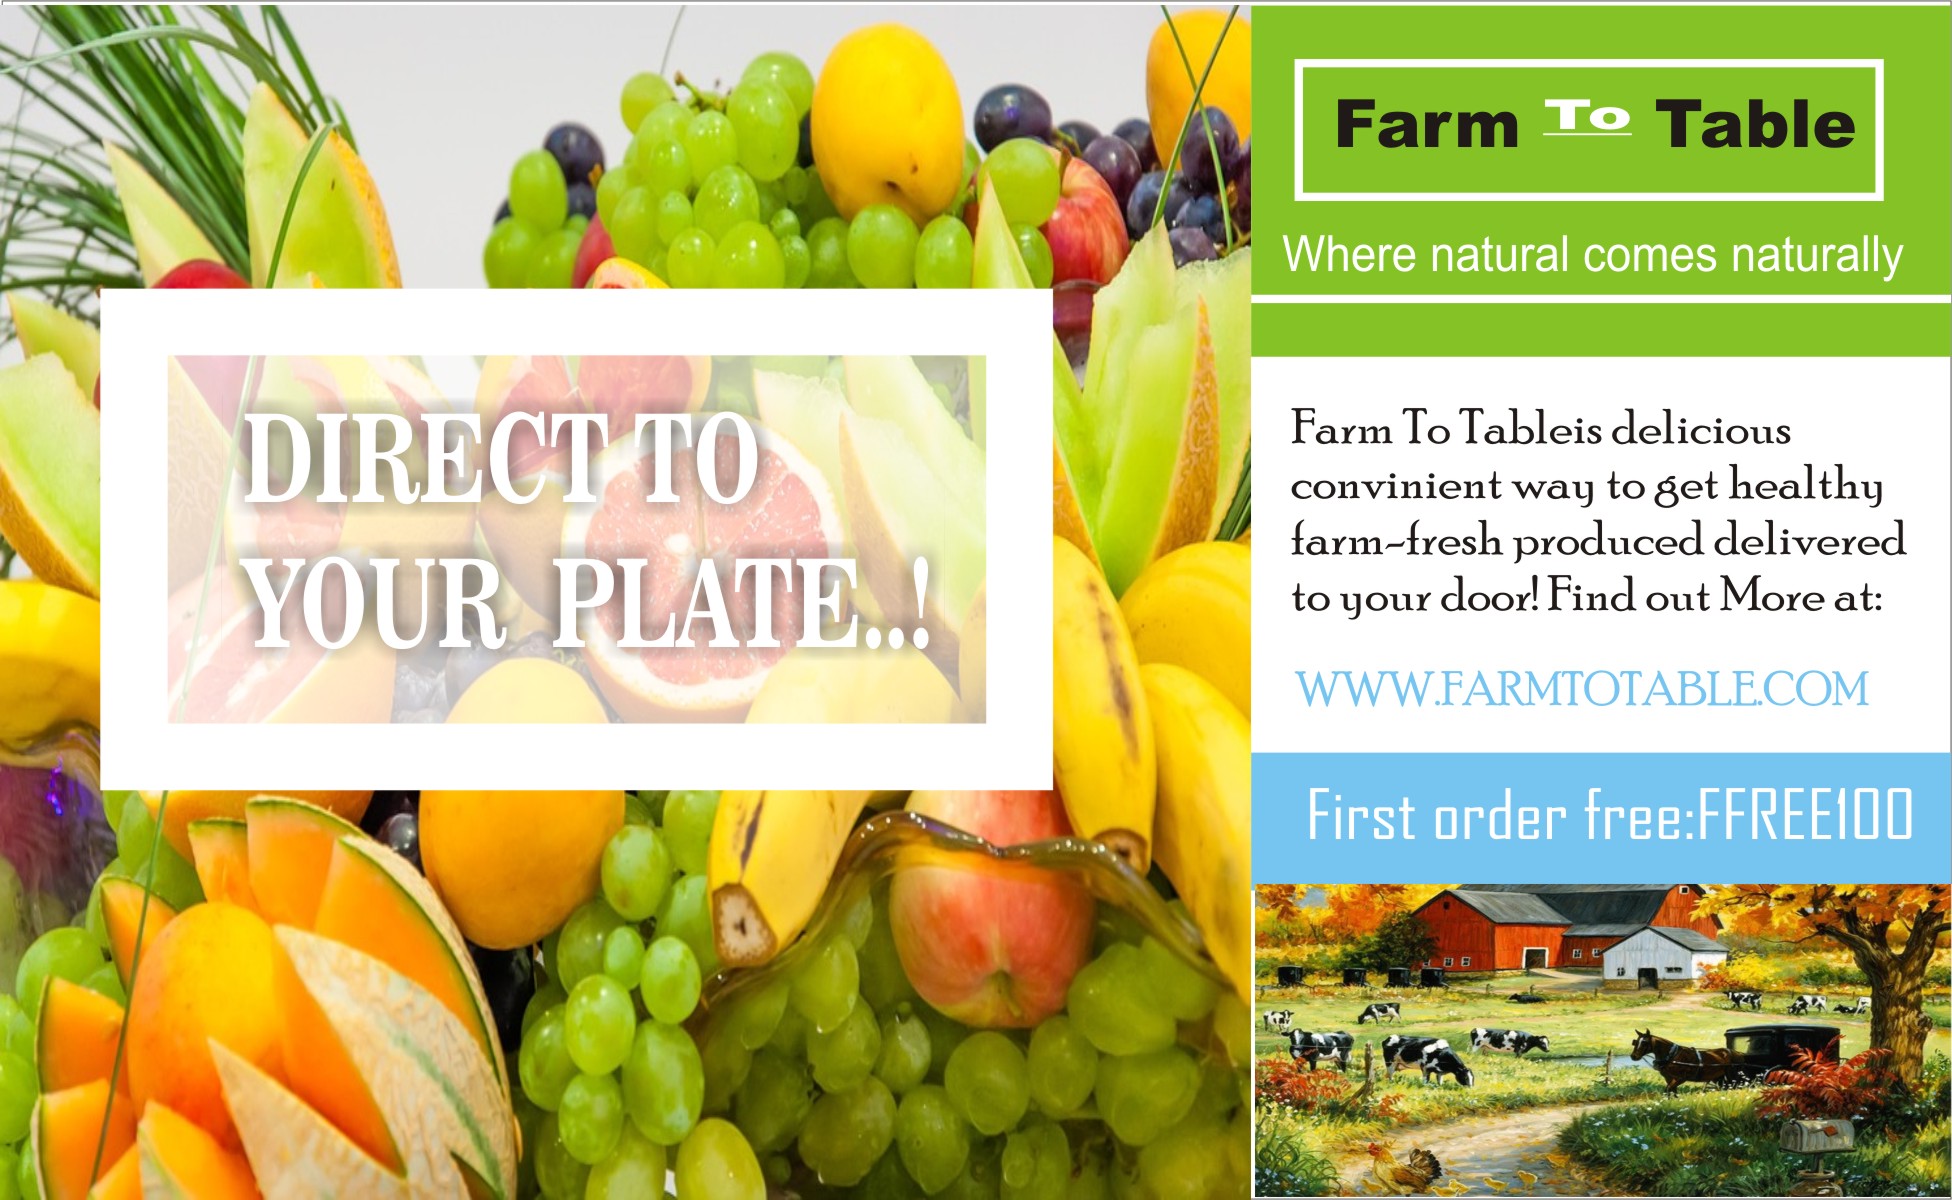 DIRECT TO
YOUR PLATE..!
Farm To Table
Where natural comes naturally
Farm To Tableis delicious
convinient way to get healthy
farm-fresh produced delivered
to your door! Find out More at:
WWW.FARMTOTABLE.COM
First order free:FFREE100